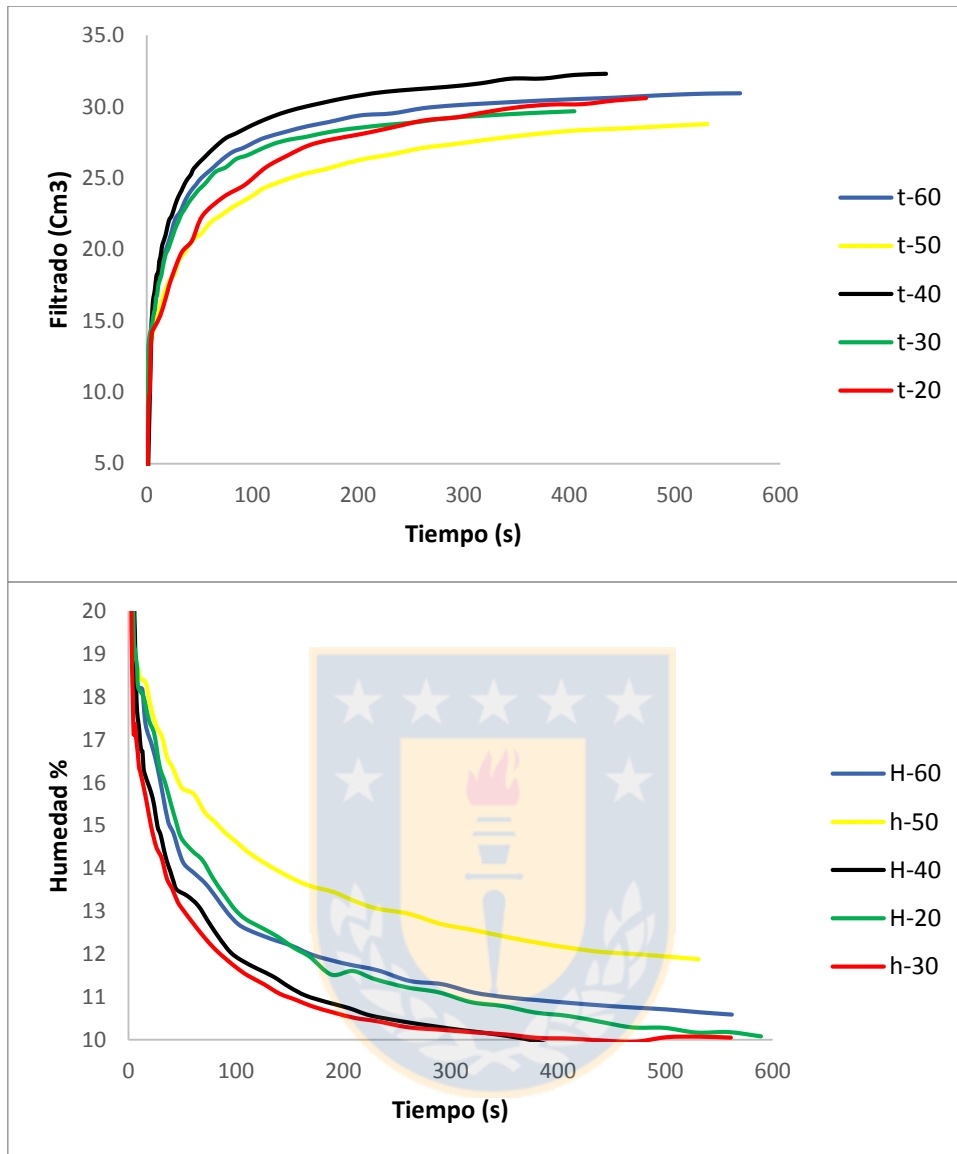 35.0
30.0
25.0
20.0
15.0
10.0
5.0
0 100 200 300 400 500 600
Filtrado (Cm3)
Tiempo (s)
t-60
t-50
t-40
t-30
t-20
20
19
18
17
16
15
14
13
12
11
10
0 100 200 300 400 500 600
Humedad %
Tiempo (s)
H-60
h-50
H-40
H-20
h-30